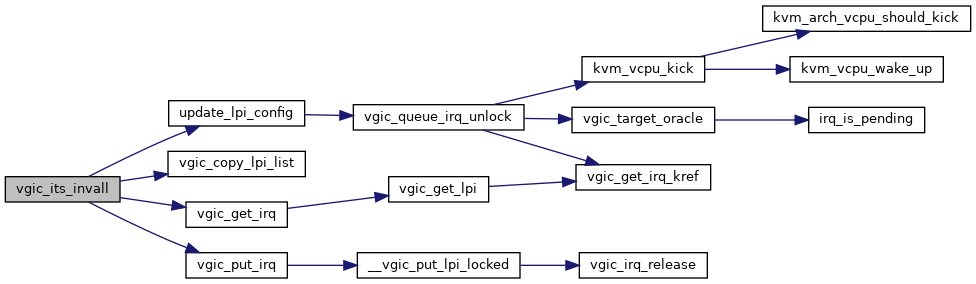 kvm_arch_vcpu_should_kick
kvm_vcpu_kick
kvm_vcpu_wake_up
update_lpi_config
vgic_queue_irq_unlock
vgic_target_oracle
irq_is_pending
vgic_copy_lpi_list
vgic_its_invall
vgic_get_lpi
vgic_get_irq_kref
vgic_get_irq
vgic_put_irq
__vgic_put_lpi_locked
vgic_irq_release